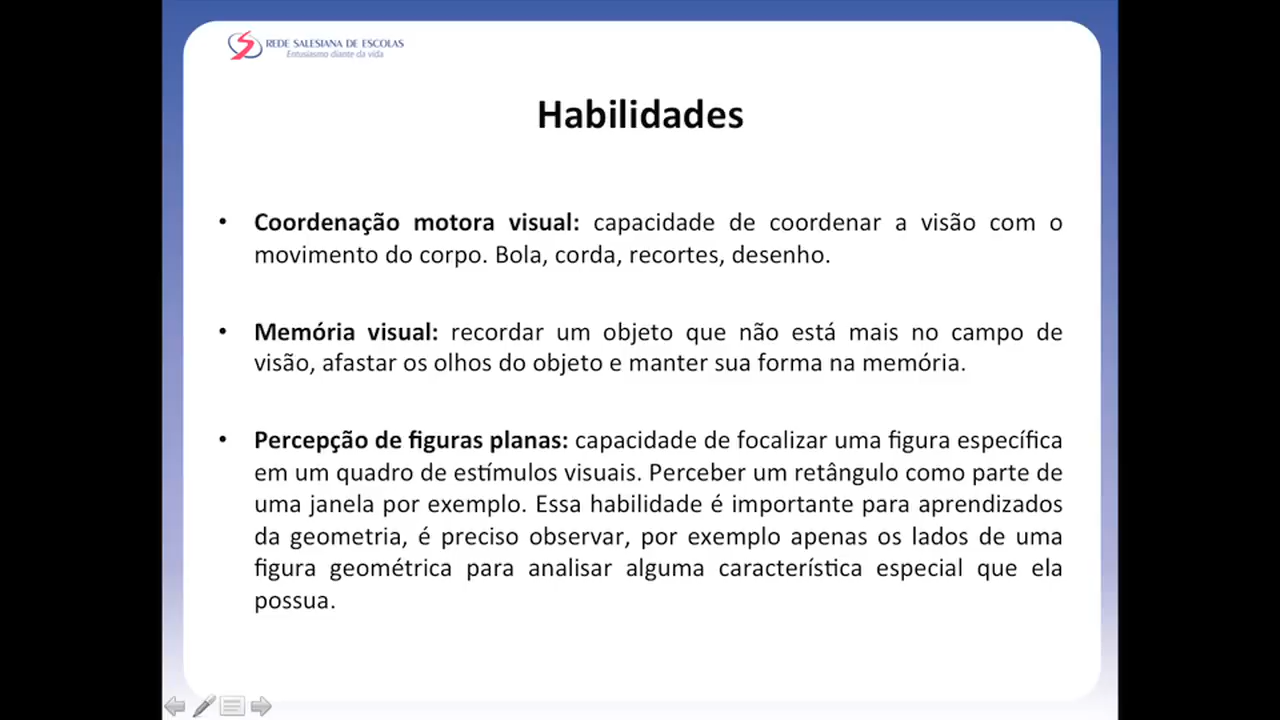 REDE SALESIANA DE ESCOLAS
Entusiasmo diante da vida
Habilidades
• Coordenação motora visual: capacidade de coordenar a visão com o
movimento do corpo. Bola, corda, recortes, desenho.
• Memória visual: recordar um objeto que não está mais no campo de
visão, afastar os olhos do objeto e manter sua forma na memória.
• Percepção de figuras planas: capacidade de focalizar uma figura específica
em um quadro de estímulos visuais. Perceber um retângulo como parte de
uma janela por exemplo. Essa habilidade é importante para aprendizados
da geometria, é preciso observar, por exemplo apenas os lados de uma
figura geométrica para analisar alguma característica especial que ela
possua.